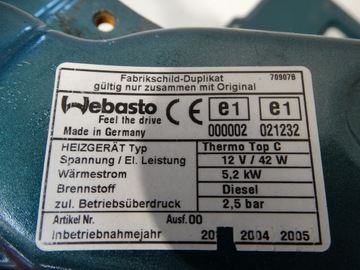 Fabrikschild-Duplikat 70907B
gültig nur zusammen mit Original
Webasto
Feel the drive
Made in Germany
CE
e1 e1
000002 021232
HEIZGERÄT Typ Thermo Top C
Spannung / El. Leistung 12 V / 42 W
Wärmestrom 5,2 kW
Brennstoff Diesel
zul. Betriebsüberdruck 2,5 bar
Artikel Nr. Ausf.00
Inbetriebnahmejahr 2004 2005